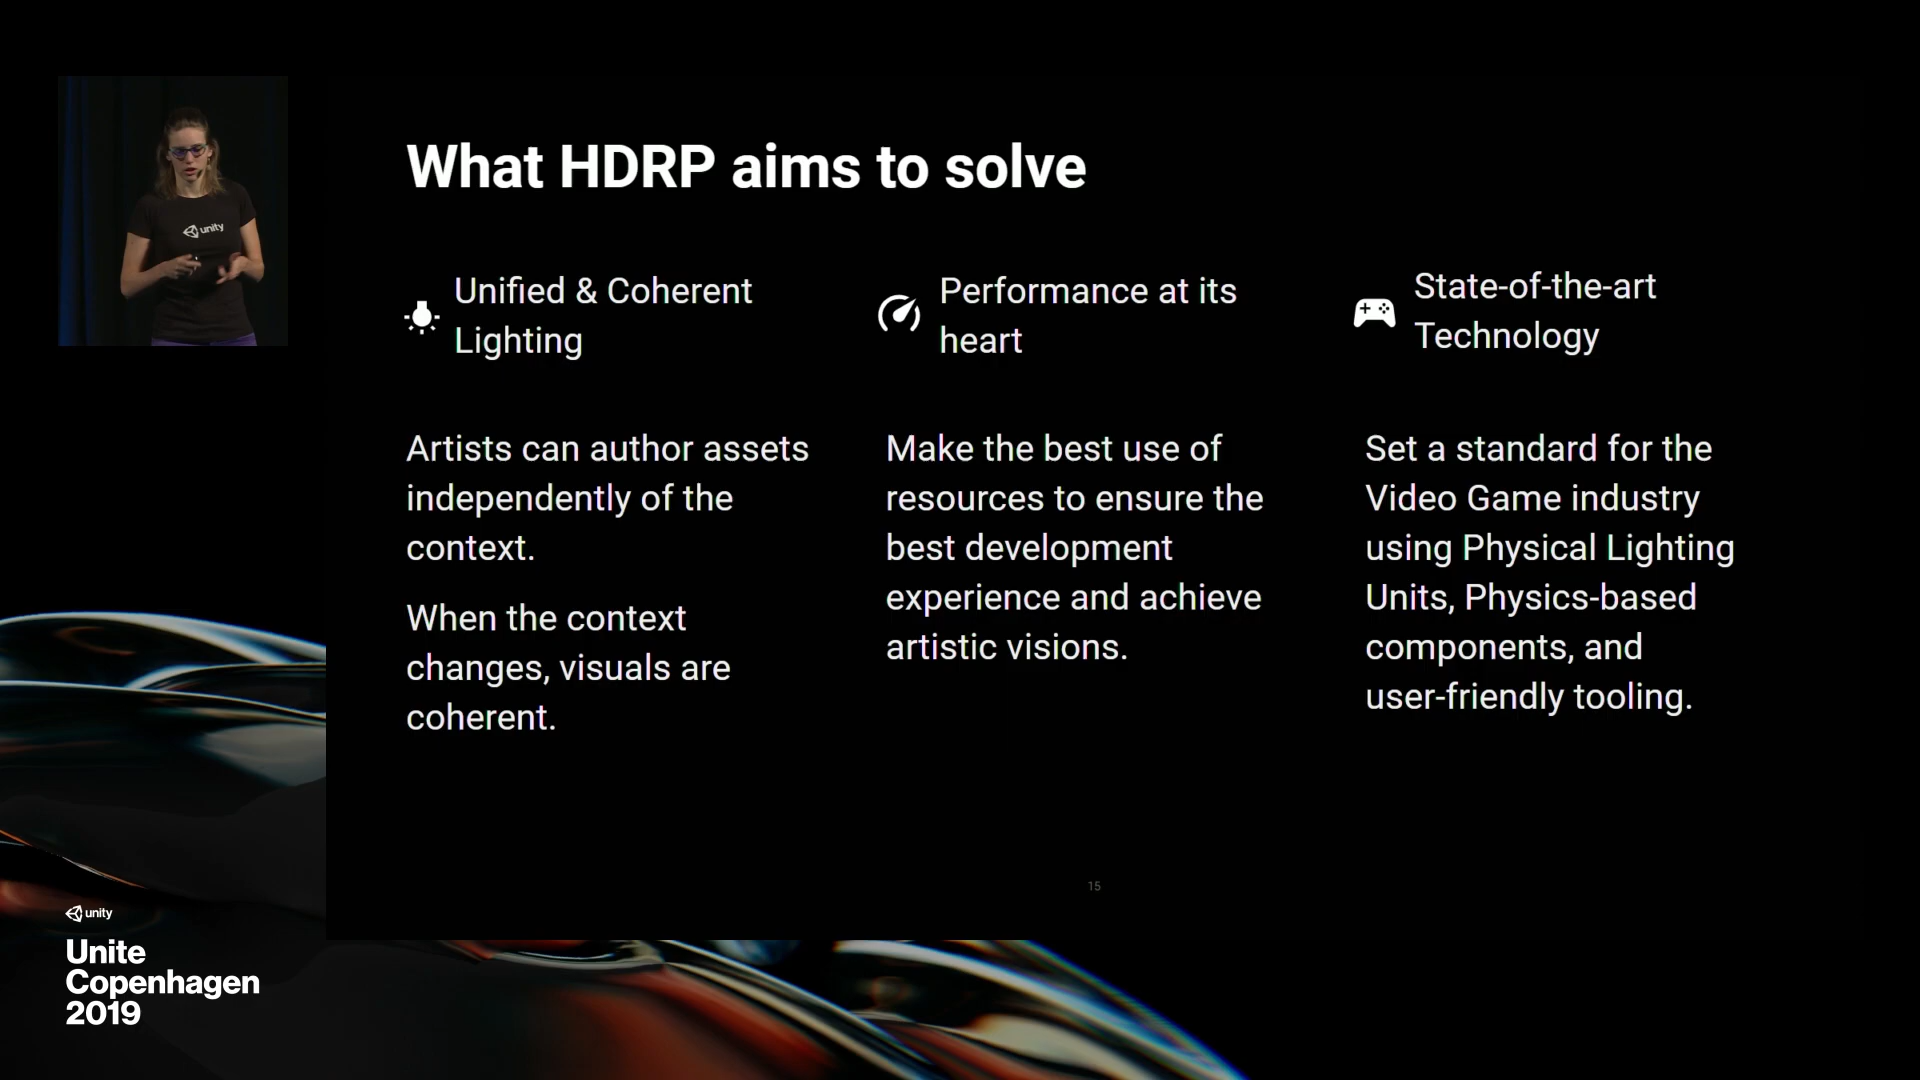 What HDRP aims to solve
Unified & Coherent
Lighting
Artists can author assets
independently of the
context.
When the context
changes, visuals are
coherent.
Performance at its
heart
Make the best use of
resources to ensure the
best development
experience and achieve
artistic visions.
State-of-the-art
Technology
Set a standard for the
Video Game industry
using Physical Lighting
Units, Physics-based
components, and
user-friendly tooling.
15
unity
unity
Unite
Copenhagen
2019